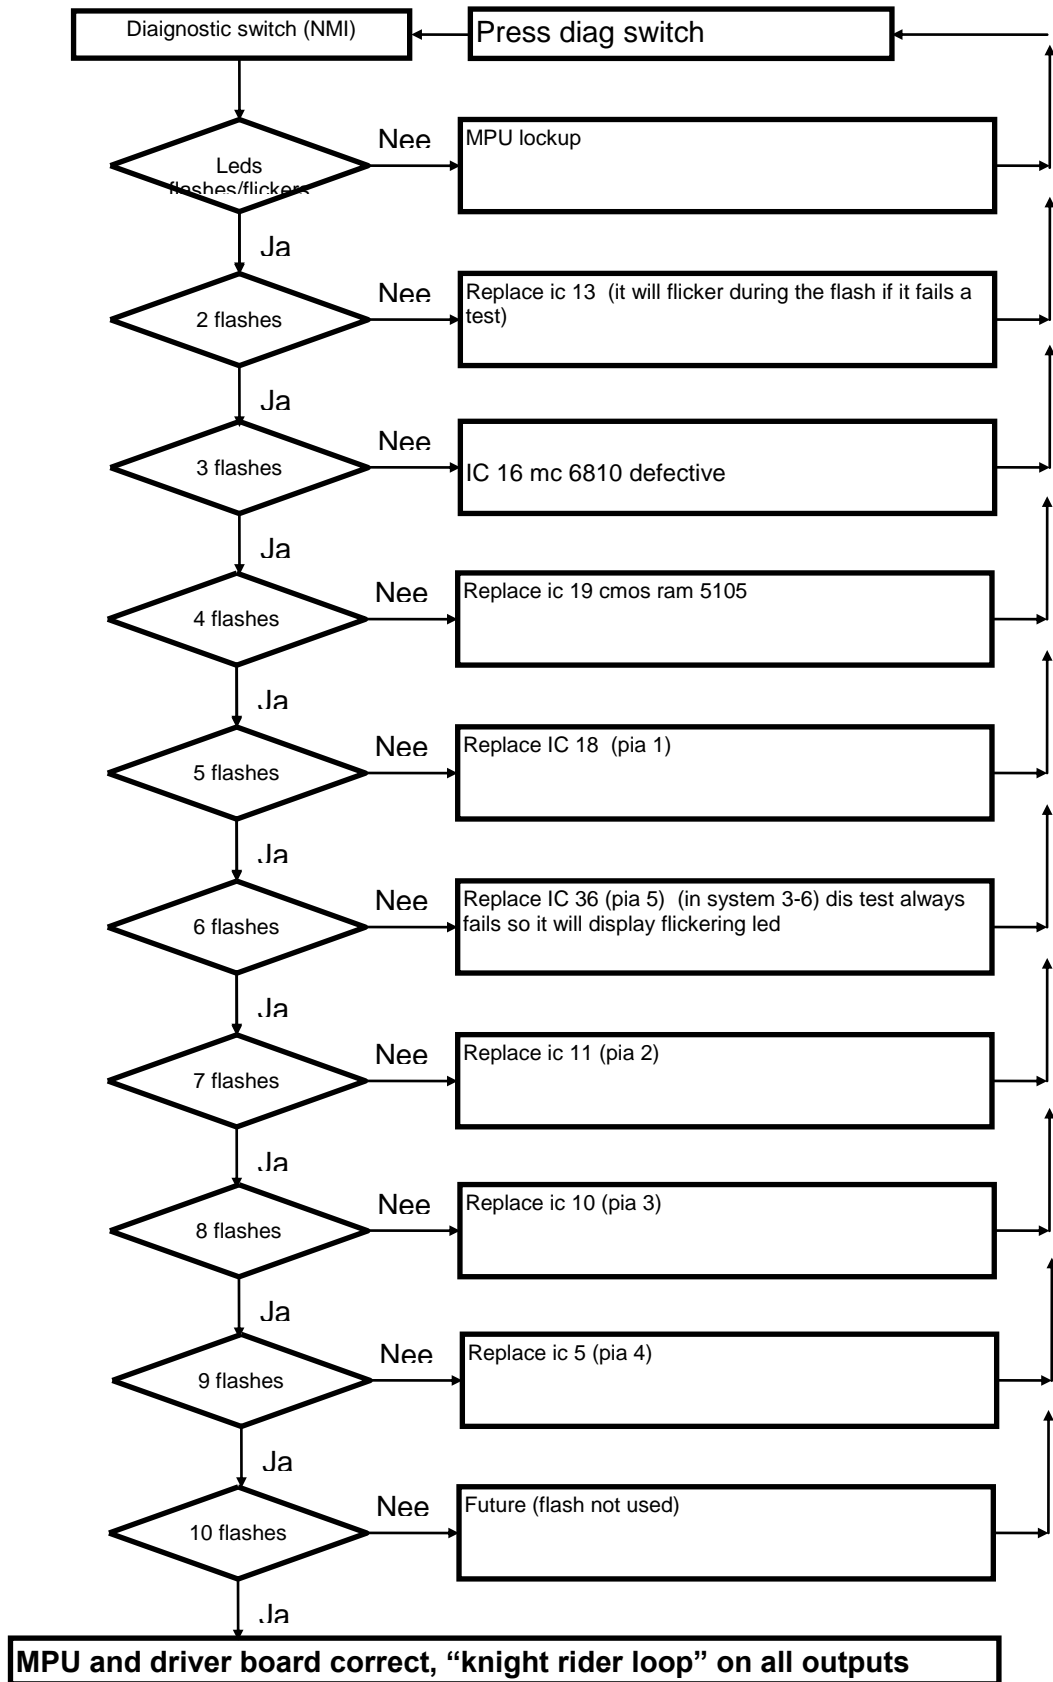 Diaignostic switch (NMI)
Press diag switch
Leds
flashes/flickers
Nee
MPU lockup
Ja
2 flashes
Nee
Replace ic 13  (it will flicker during the flash if it fails a
test)
Ja
3 flashes
Nee
IC 16 mc 6810 defective
Ja
4 flashes
Nee
Replace ic 19 cmos ram 5105
Ja
5 flashes
Nee
Replace IC 18  (pia 1)
Ja
6 flashes
Nee
Replace IC 36 (pia 5)  (in system 3-6) dis test always
fails so it will display flickering led
Ja
7 flashes
Nee
Replace ic 11 (pia 2)
Ja
8 flashes
Nee
Replace ic 10 (pia 3)
Ja
9 flashes
Nee
Replace ic 5 (pia 4)
Ja
10 flashes
Nee
Future (flash not used)
Ja
MPU and driver board correct, “knight rider loop” on all outputs